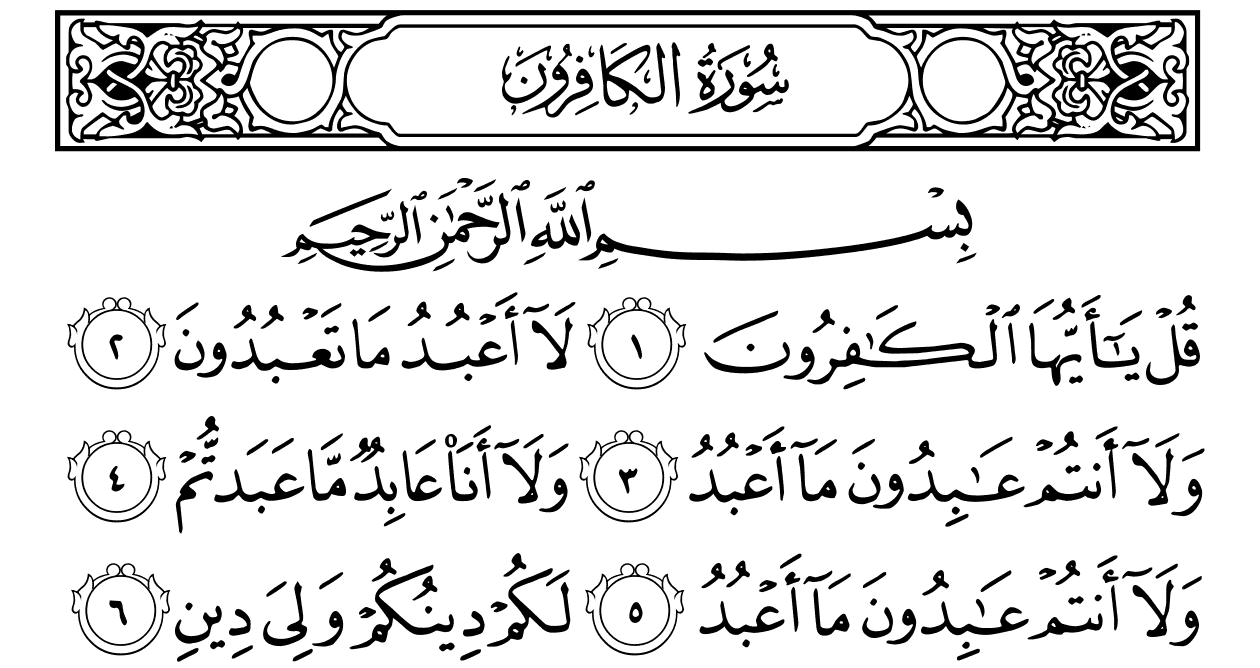 سُورَةُ الكَافِرُونَ
بِسْمِ ٱللَّهِ ٱلرَّحْمَٰنِ ٱلرَّحِيمِ
قُلْ يَـٰٓأَيُّهَا ٱلْكَـٰفِرُونَ ١ لَآ أَعْبُدُ مَا تَعْبُدُونَ ٢
وَلَآ أَنتُمْ عَـٰبِدُونَ مَآ أَعْبُدُ ٣ وَلَآ أَنَا۠ عَابِدٌ مَّا عَبَدتُّمْ ٤
وَلَآ أَنتُمْ عَـٰبِدُونَ مَآ أَعْبُدُ ٥ لَكُمْ دِينُكُمْ وَلِىَ دِينِ ٦